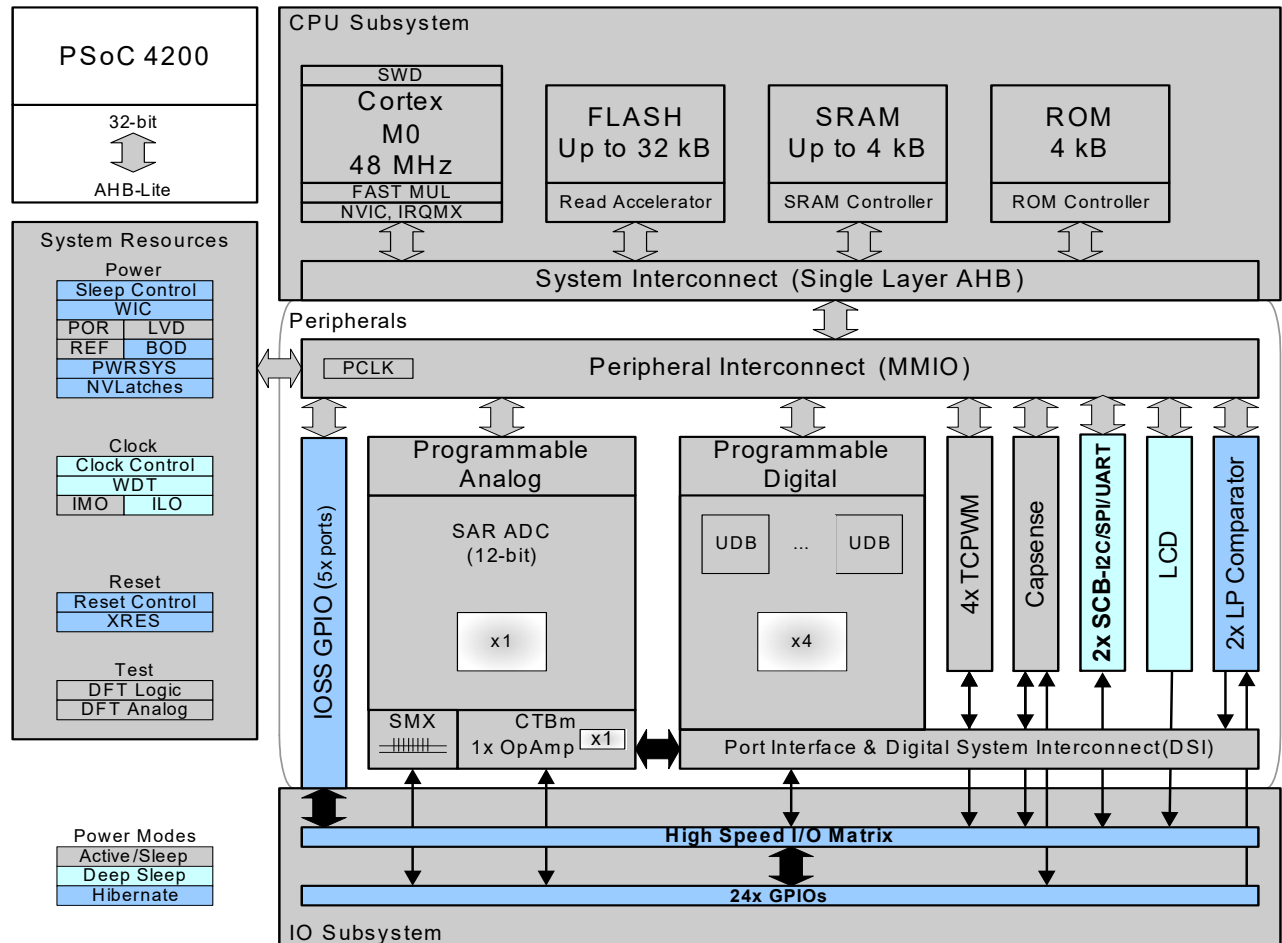 PSoC 4200
32-bit
AHB-Lite
CPU Subsystem
SWD
Cortex
M0
48 MHz
FAST MUL
NVIC, IRQMX
FLASH
Up to 32 kB
Read Accelerator
SRAM
Up to 4 kB
SRAM Controller
ROM
4 kB
ROM Controller
System Interconnect (Single Layer AHB)
System Resources
Power
Sleep Control
WIC
POR
LVD
REF
BOD
PWRSYS
NVLatches
Clock
Clock Control
WDT
IMO
ILO
Reset
Reset Control
XRES
Test
DFT Logic
DFT Analog
Peripherals
PCLK
Peripheral Interconnect (MMIO)
IOSS GPIO (5x ports)
Programmable
Analog
SAR ADC
(12-bit)
x1
SMX
CTBm
1x OpAmp
x1
Programmable
Digital
UDB
...
UDB
x4
4x TCPWM
Capsense
2x SCB-I2C/SPI/UART
LCD
2x LP Comparator
Port Interface & Digital System Interconnect(DSI)
High Speed I/O Matrix
24x GPIOs
IO Subsystem
Power Modes
Active/Sleep
Deep Sleep
Hibernate